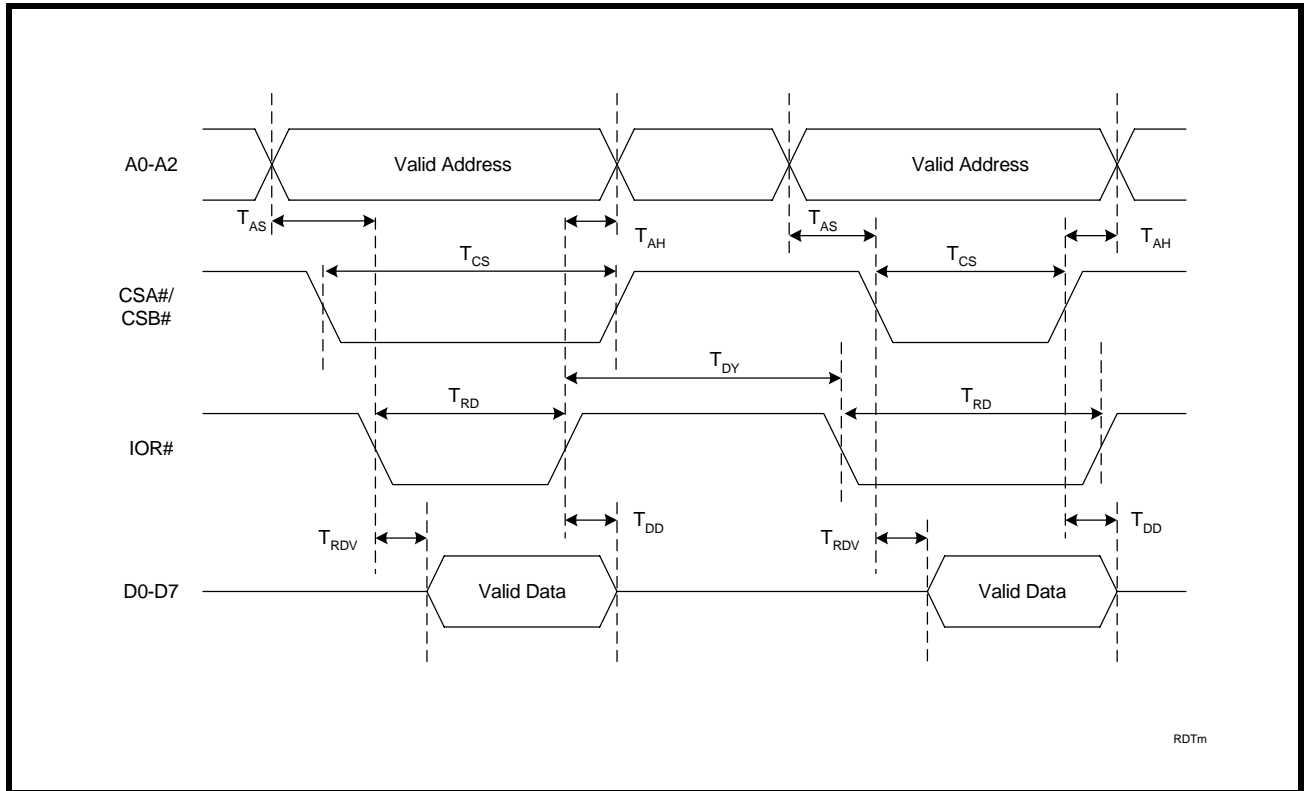 A0-A2
Valid Address
Valid Address
TAS
TAH
TAS
TAH
TCS
TCS
CSA#/
CSB#
TDY
TRD
TRD
IOR#
TRDV
TDD
TRDV
TDD
D0-D7
Valid Data
Valid Data
RDTm